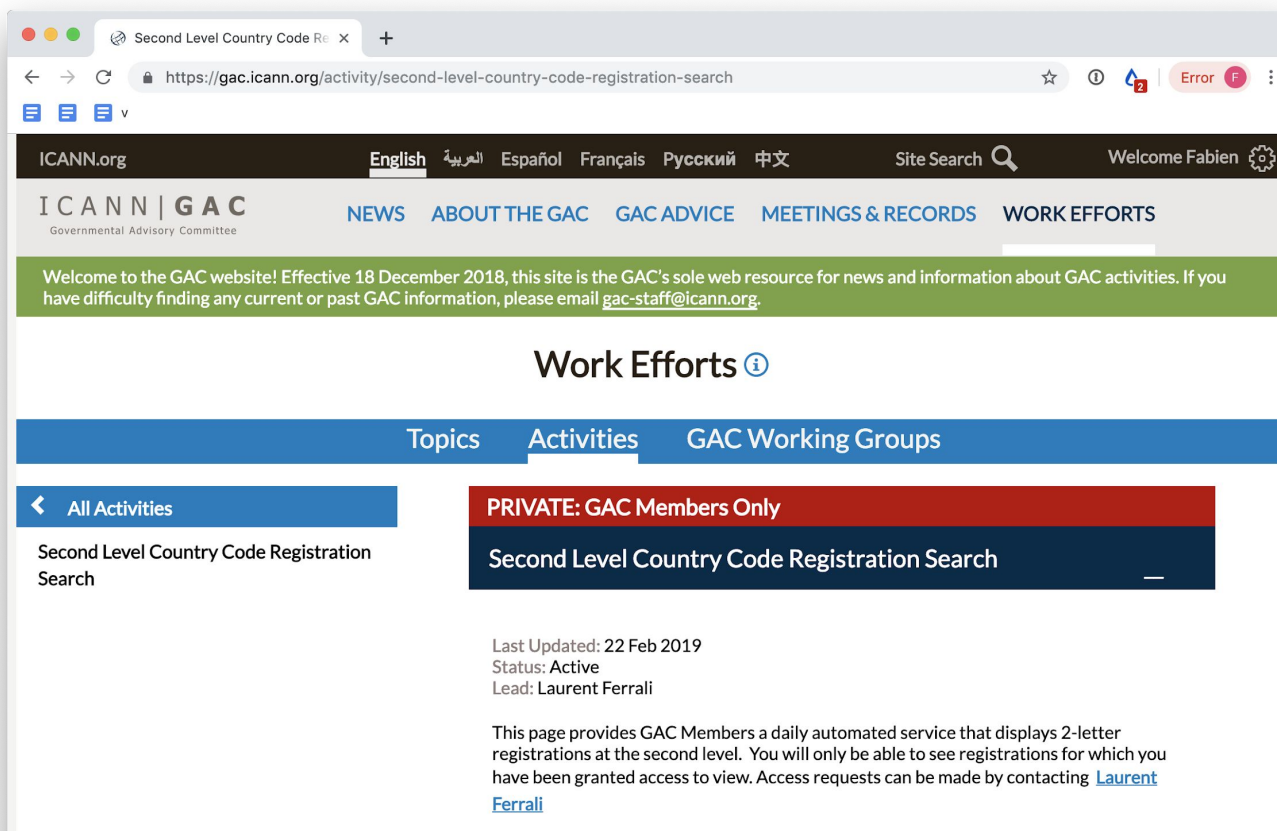 Second Level Country Code Re
https://gac.icann.org/activity/second-level-country-code-registration-search
2
Error F
v
ICANN.org English العربية Español Français Русский 中文 Site Search Welcome Fabien
ICANN|GAC
Governmental Advisory Committee
NEWS ABOUT THE GAC GAC ADVICE MEETINGS & RECORDS WORK EFFORTS
Welcome to the GAC website! Effective 18 December 2018, this site is the GAC's sole web resource for news and information about GAC activities. If you
have difficulty finding any current or past GAC information, please email gac-staff@icann.org.
Work Efforts
Topics Activities GAC Working Groups
All Activities
Second Level Country Code Registration
Search
PRIVATE: GAC Members Only
Second Level Country Code Registration Search
Last Updated: 22 Feb 2019
Status: Active
Lead: Laurent Ferrali
This page provides GAC Members a daily automated service that displays 2-letter
registrations at the second level. You will only be able to see registrations for which you
have been granted access to view. Access requests can be made by contacting Laurent
Ferrali